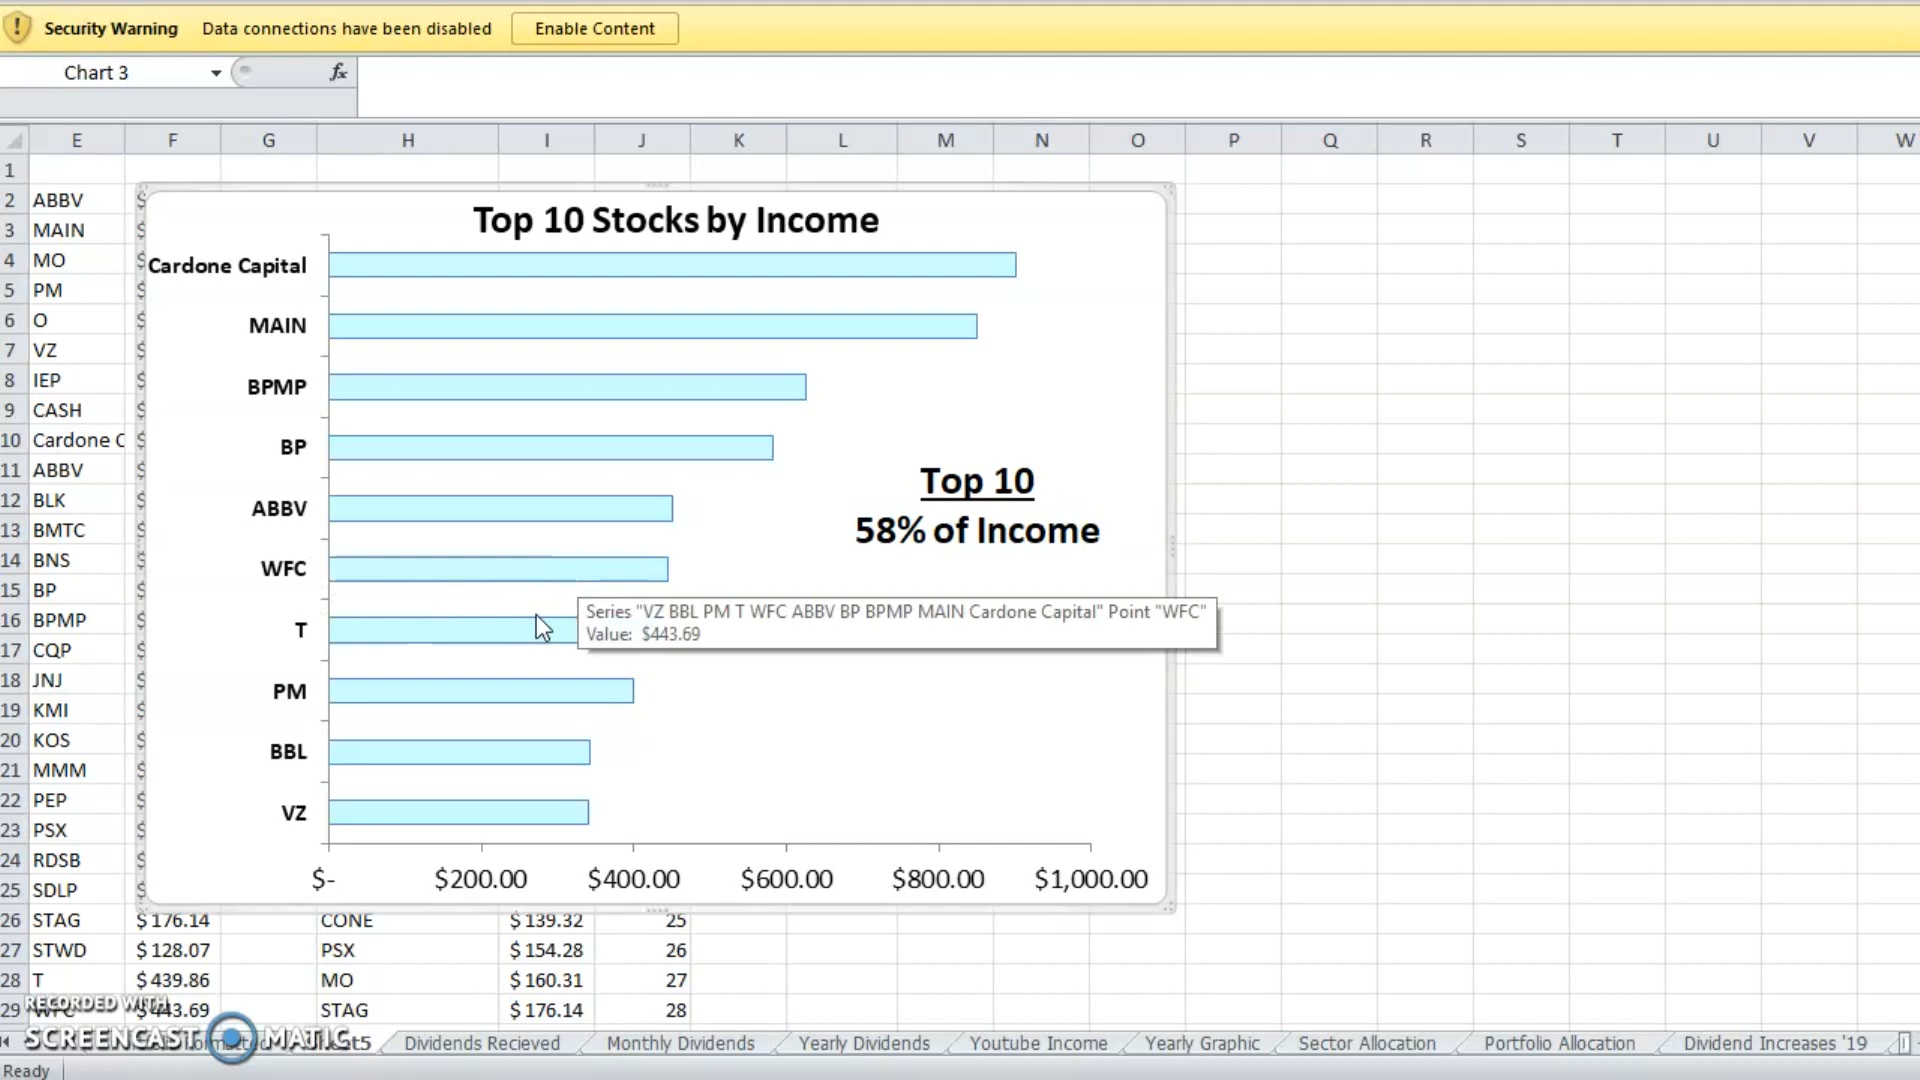 Security Warning Data connections have been disabled Enable Content
Chart 3 fx
E F G H I J K L M N O P Q R S T U V W
1
2 ABBV $
3 MAIN $
4 MO $
5 PM $
6 O $
7 VZ $
8 IEP $
9 CASH $
10 Cardone C $
11 ABBV $
12 BLK $
13 BMTC $
14 BNS $
15 BP $
16 BPMP $
17 CQP $
18 JNJ $
19 KMI $
20 KOS $
21 MMM $
22 PEP $
23 PSX $
24 RDSB $
25 SDLP $
26 STAG $ 176.14 CONE $ 139.32 25
27 STWD $ 128.07 PSX $ 154.28 26
28 T $ 439.86 MO $ 160.31 27
29 WFC $ 443.69 STAG $ 176.14 28
Top 10 Stocks by Income
Cardone Capital
MAIN
BPMP
BP
ABBV
WFC
T
PM
BBL
VZ
$- $200.00 $400.00 $600.00 $800.00 $1,000.00
Top 10
58% of Income
Series "VZ BBL PM T WFC ABBV BP BPMP MAIN Cardone Capital" Point "WFC"
Value: $443.69
RECORDED WITH
SCREENCAST MATIC
Dividends Recieved Monthly Dividends Yearly Dividends Youtube Income Yearly Graphic Sector Allocation Portfolio Allocation Dividend Increases '19
Ready